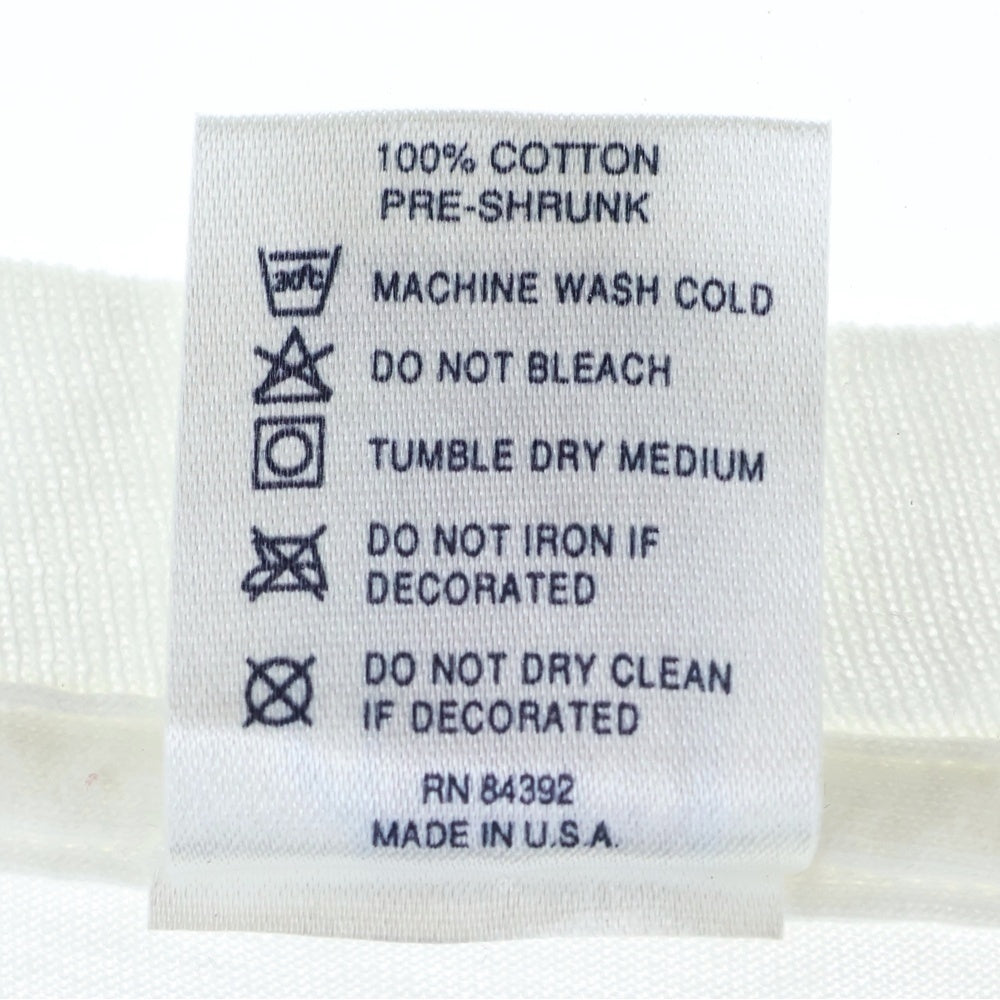 100% COTTON
PRE-SHRUNK
30°C MACHINE WASH COLD
DO NOT BLEACH
TUMBLE DRY MEDIUM
DO NOT IRON IF
DECORATED
DO NOT DRY CLEAN
IF DECORATED
RN 84392
MADE IN U.S.A.